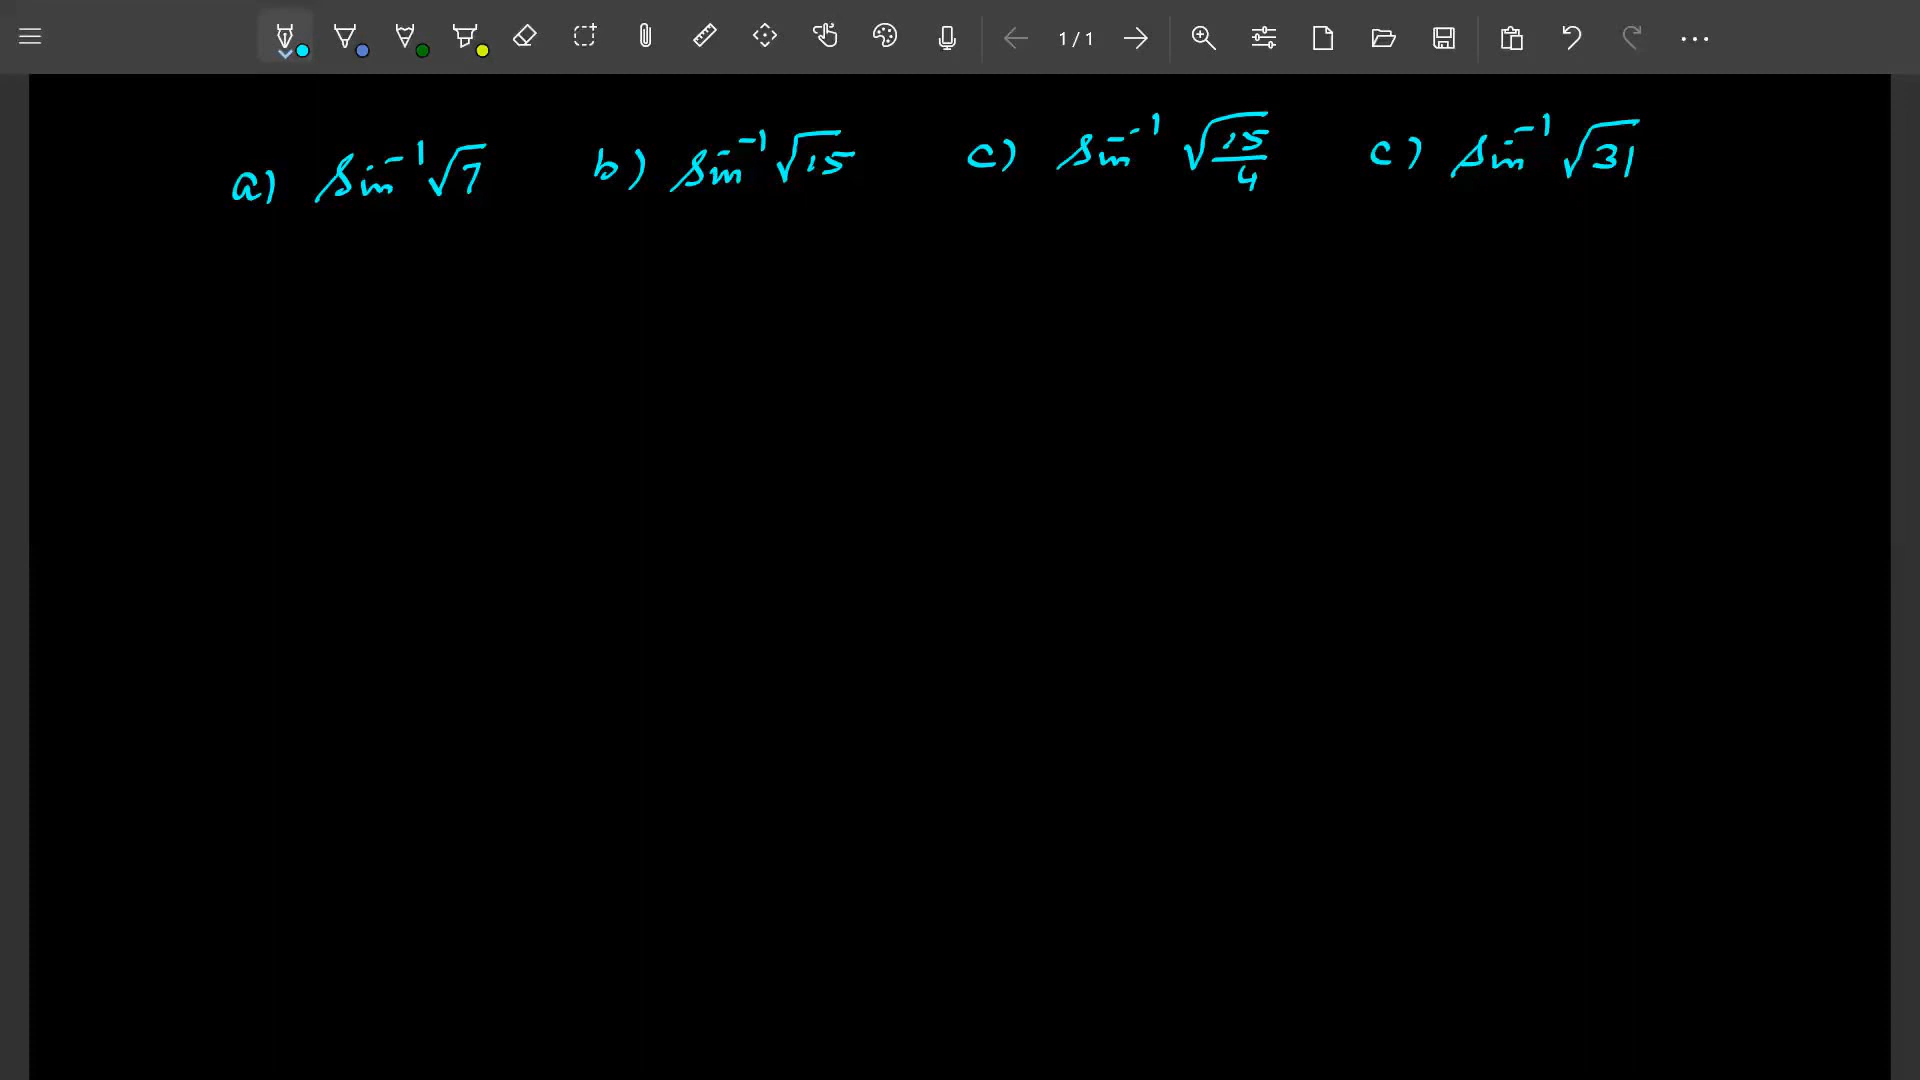 1 / 1
a) sin⁻¹ √7 b) sin⁻¹ √15 c) sin⁻¹ √15/4 c) sin⁻¹ √31